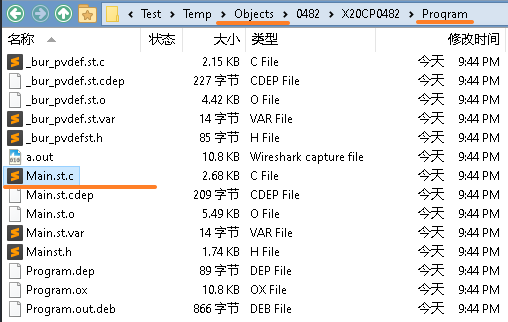 Test Temp Objects 0482 X20CP0482 Program
名称 状态 大小 类型 修改时间
_bur_pvdef.st.c 2.15 KB C File 今天 9:44 PM
_bur_pvdef.st.cdep 227 字节 CDEP File 今天 9:44 PM
_bur_pvdef.st.o 4.42 KB O File 今天 9:44 PM
_bur_pvdef.st.var 14 字节 VAR File 今天 9:44 PM
_bur_pvdefst.h 85 字节 H File 今天 9:44 PM
a.out 10.8 KB Wireshark capture file 今天 9:44 PM
Main.st.c 2.68 KB C File 今天 9:44 PM
Main.st.cdep 209 字节 CDEP File 今天 9:44 PM
Main.st.o 5.49 KB O File 今天 9:44 PM
Main.st.var 14 字节 VAR File 今天 9:44 PM
Mainst.h 1.74 KB H File 今天 9:44 PM
Program.dep 89 字节 DEP File 今天 9:44 PM
Program.ox 10.8 KB OX File 今天 9:44 PM
Program.out.deb 866 字节 DEB File 今天 9:44 PM